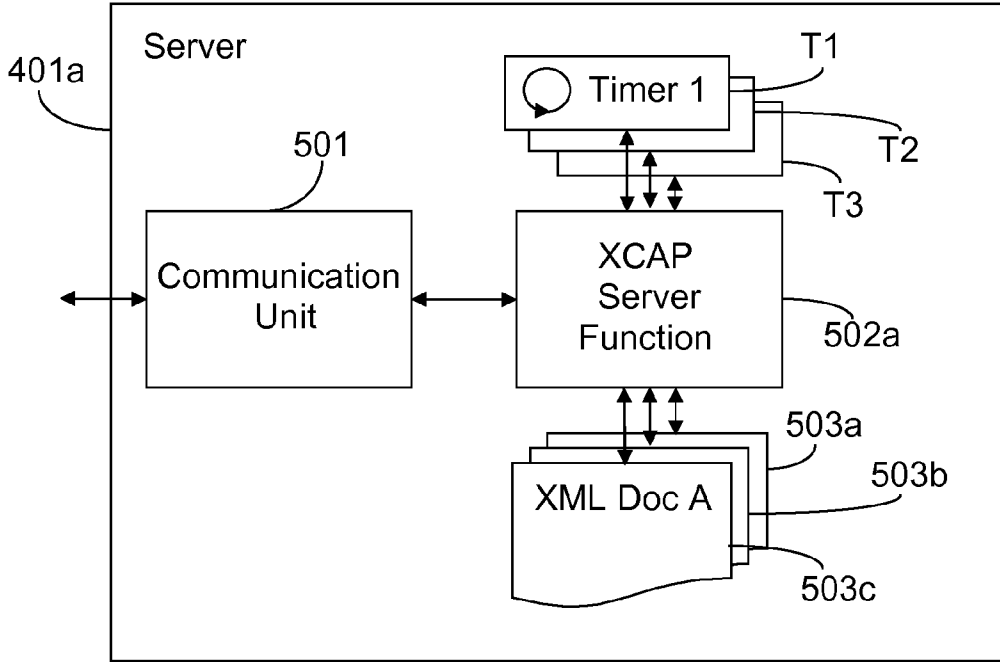 Server
401a
T1
Timer 1
T2
T3
501
Communication
Unit
XCAP
Server
Function
502a
503a
503b
XML Doc A
503c